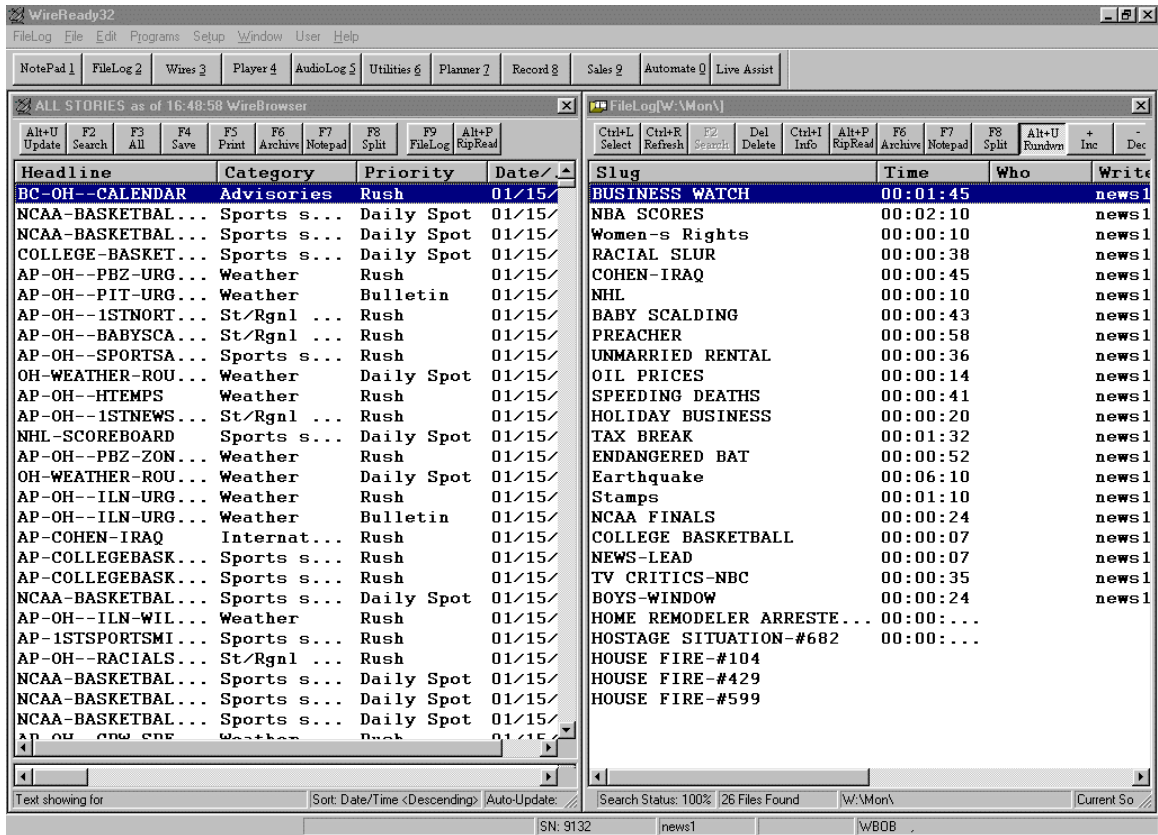 WireReady32
FileLog File Edit Programs Setup Window User Help
NotePad 1 FileLog 2 Wires 3 Player 4 AudioLog 5 Utilities 6 Planner 7 Record 8 Sales 9 Automate 0 Live Assist
ALL STORIES as of 16:48:58 WireBrowser
Alt+U Update F2 Search F3 All F4 Save F5 Print F6 Archive F7 Notepad F8 Split F9 FileLog Alt+P RipRead
Headline Category Priority Date/.
BC-OH--CALENDAR Advisories Rush 01/15/
NCAA-BASKETBAL... Sports s... Daily Spot 01/15/
NCAA-BASKETBAL... Sports s... Daily Spot 01/15/
COLLEGE-BASKET... Sports s... Daily Spot 01/15/
AP-OH--PBZ-URG... Weather Rush 01/15/
AP-OH--PIT-URG... Weather Bulletin 01/15/
AP-OH--1STNORT... St/Rgnl ... Rush 01/15/
AP-OH--BABYSCA... St/Rgnl ... Rush 01/15/
AP-OH--SPORTSA... Sports s... Rush 01/15/
OH-WEATHER-ROU... Weather Daily Spot 01/15/
AP-OH--HTEMPS Weather Rush 01/15/
AP-OH--1STNEWS... St/Rgnl ... Rush 01/15/
NHL-SCOREBOARD Sports s... Daily Spot 01/15/
AP-OH--PBZ-ZON... Weather Rush 01/15/
OH-WEATHER-ROU... Weather Daily Spot 01/15/
AP-OH--ILN-URG... Weather Rush 01/15/
AP-OH--ILN-URG... Weather Bulletin 01/15/
AP-COHEN-IRAQ Internat... Rush 01/15/
AP-COLLEGEBASK... Sports s... Rush 01/15/
AP-COLLEGEBASK... Sports s... Rush 01/15/
NCAA-BASKETBAL... Sports s... Daily Spot 01/15/
AP-OH--ILN-WIL... Weather Rush 01/15/
AP-1STSPORTSMI... Sports s... Rush 01/15/
AP-OH--RACIALS... St/Rgnl ... Rush 01/15/
NCAA-BASKETBAL... Sports s... Daily Spot 01/15/
NCAA-BASKETBAL... Sports s... Daily Spot 01/15/
NCAA-BASKETBAL... Sports s... Daily Spot 01/15/
Text showing for Sort: Date/Time <Descending> Auto-Update:
FileLog[W:\Mon\]
Ctrl+L Select Ctrl+R Refresh F2 Search Del Delete Ctrl+I Info Alt+P RipRead F6 Archive F7 Notepad F8 Split Alt+U Rundwn + Inc - Dec
Slug Time Who Write
BUSINESS WATCH 00:01:45 news1
NBA SCORES 00:02:10 news1
Women-s Rights 00:00:10 news1
RACIAL SLUR 00:00:38 news1
COHEN-IRAQ 00:00:45 news1
NHL 00:00:10 news1
BABY SCALDING 00:00:43 news1
PREACHER 00:00:58 news1
UNMARRIED RENTAL 00:00:36 news1
OIL PRICES 00:00:14 news1
SPEEDING DEATHS 00:00:41 news1
HOLIDAY BUSINESS 00:00:20 news1
TAX BREAK 00:01:32 news1
ENDANGERED BAT 00:00:52 news1
Earthquake 00:06:10 news1
Stamps 00:01:10 news1
NCAA FINALS 00:00:24 news1
COLLEGE BASKETBALL 00:00:07 news1
NEWS-LEAD 00:00:07 news1
TV CRITICS-NBC 00:00:35 news1
BOYS-WINDOW 00:00:24 news1
HOME REMODELER ARRESTE... 00:00:...
HOSTAGE SITUATION-#682 00:00:...
HOUSE FIRE-#104
HOUSE FIRE-#429
HOUSE FIRE-#599
Search Status: 100% 26 Files Found W:\Mon\ Current So
SN: 9132 news1 WBOB